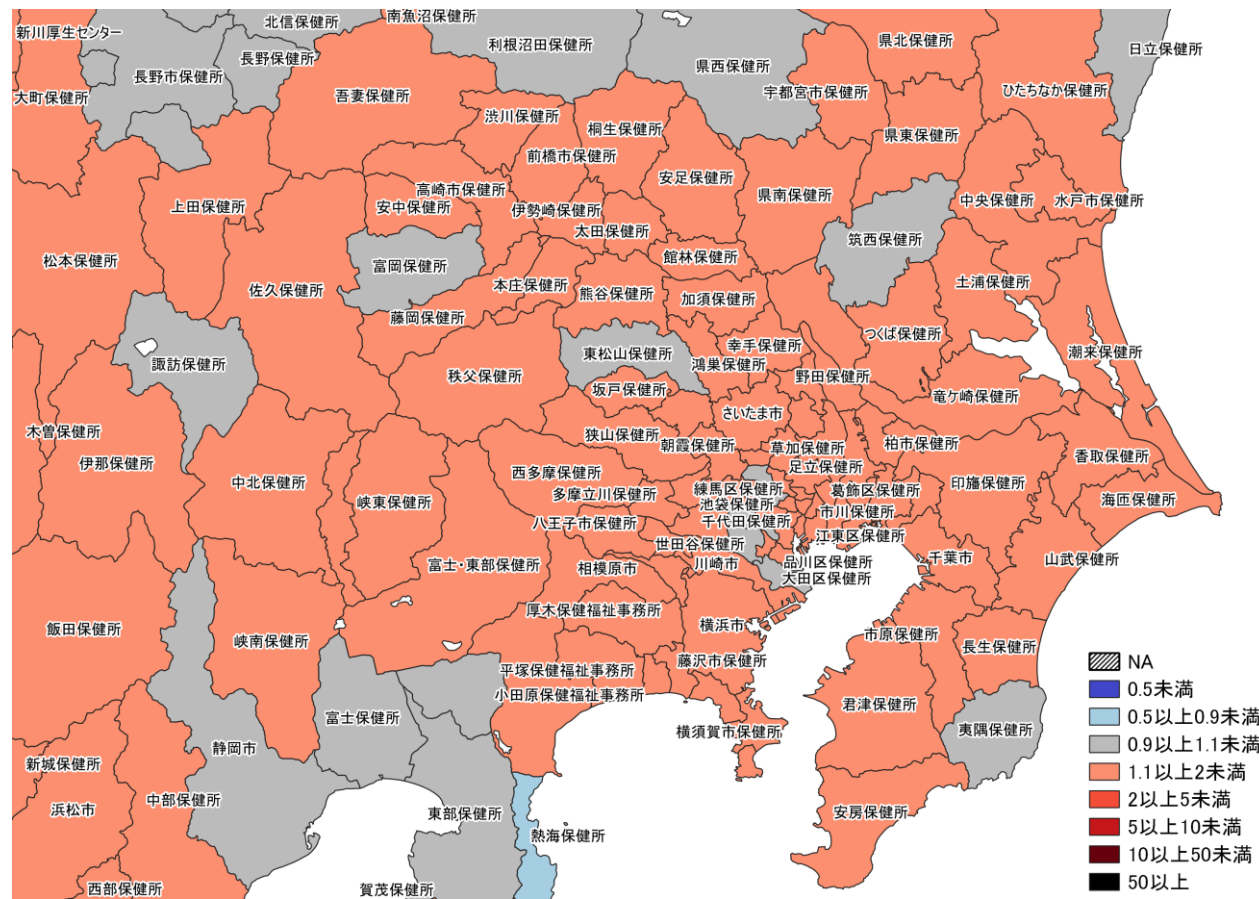 北信保健所
南魚沼保健所
新川厚生センター
利根沼田保健所
県北保健所
日立保健所
長野保健所
長野市保健所
県西保健所
大町保健所
吾妻保健所
宇都宮市保健所
ひたちなか保健所
渋川保健所
桐生保健所
県東保健所
前橋市保健所
安足保健所
高崎市保健所
県南保健所
中央保健所
水戸市保健所
上田保健所
安中保健所
伊勢崎保健所
太田保健所
筑西保健所
松本保健所
富岡保健所
館林保健所
佐久保健所
本庄保健所
熊谷保健所
加須保健所
土浦保健所
藤岡保健所
つくば保健所
幸手保健所
東松山保健所
潮来保健所
諏訪保健所
鴻巣保健所
秩父保健所
野田保健所
坂戸保健所
竜ケ崎保健所
さいたま市
木曽保健所
狭山保健所
朝霞保健所
草加保健所
柏市保健所
伊那保健所
西多摩保健所
足立保健所
香取保健所
中北保健所
峡東保健所
多摩立川保健所
練馬区保健所
葛飾区保健所
印旛保健所
海匝保健所
池袋保健所
市川保健所
八王子市保健所
千代田保健所
江東区保健所
世田谷保健所
富士・東部保健所
相模原市
川崎市
品川区保健所
千葉市
山武保健所
大田区保健所
厚木保健福祉事務所
飯田保健所
峡南保健所
横浜市
市原保健所
長生保健所
平塚保健福祉事務所
藤沢市保健所
小田原保健福祉事務所
君津保健所
富士保健所
夷隅保健所
横須賀市保健所
静岡市
新城保健所
中部保健所
浜松市
東部保健所
安房保健所
熱海保健所
西部保健所
賀茂保健所
NA
0.5未満
0.5以上0.9未満
0.9以上1.1未満
1.1以上2未満
2以上5未満
5以上10未満
10以上50未満
50以上